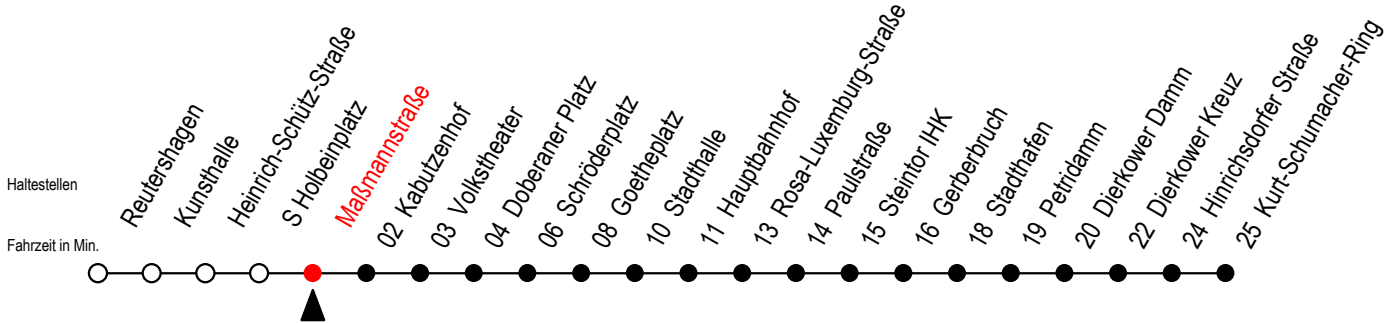 Haltestellen
Fahrzeit in Min.
Reutershagen
Kunsthalle
Heinrich-Schütz-Straße
S Holbeinplatz
Maßmannstraße
02 Kabutzenhof
03 Volkstheater
04 Doberaner Platz
06 Schröderplatz
08 Goetheplatz
10 Stadthalle
11 Hauptbahnhof
13 Rosa-Luxemburg-Straße
14 Paulstraße
15 Steintor IHK
16 Gerberbruch
18 Stadthafen
19 Petridamm
20 Dierkower Damm
22 Dierkower Kreuz
24 Hinrichsdorfer Straße
25 Kurt-Schumacher-Ring